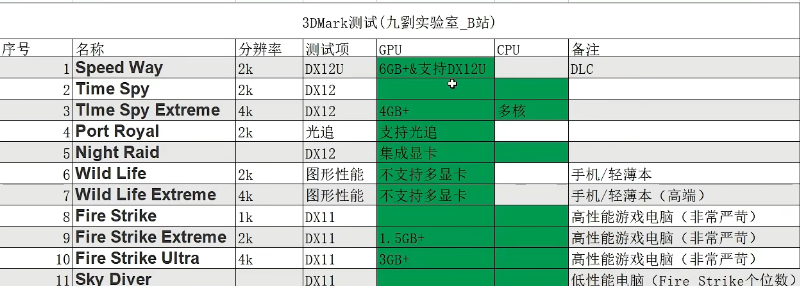 3DMark测试(九劉实验室_B站)
序号 名称 分辨率 测试项 GPU CPU 备注
1 Speed Way 2k DX12U 6GB+&支持DX12U DLC
2 TIme Spy 2k DX12
3 TIme Spy Extreme 4k DX12 4GB+ 多核
4 Port Royal 2k 光追 支持光追
5 Night Raid DX12 集成显卡
6 Wild Life 2k 图形性能 不支持多显卡 手机/轻薄本
7 Wild Life Extreme 4k 图形性能 不支持多显卡 手机/轻薄本（高端）
8 Fire Strike 1k DX11 高性能游戏电脑（非常严苛）
9 Fire Strike Extreme 2k DX11 1.5GB+ 高性能游戏电脑（非常严苛）
10 Fire Strike Ultra 4k DX11 3GB+ 高性能游戏电脑（非常严苛）
11 Sky Diver DX11 低性能电脑（Fire Strike个位数）